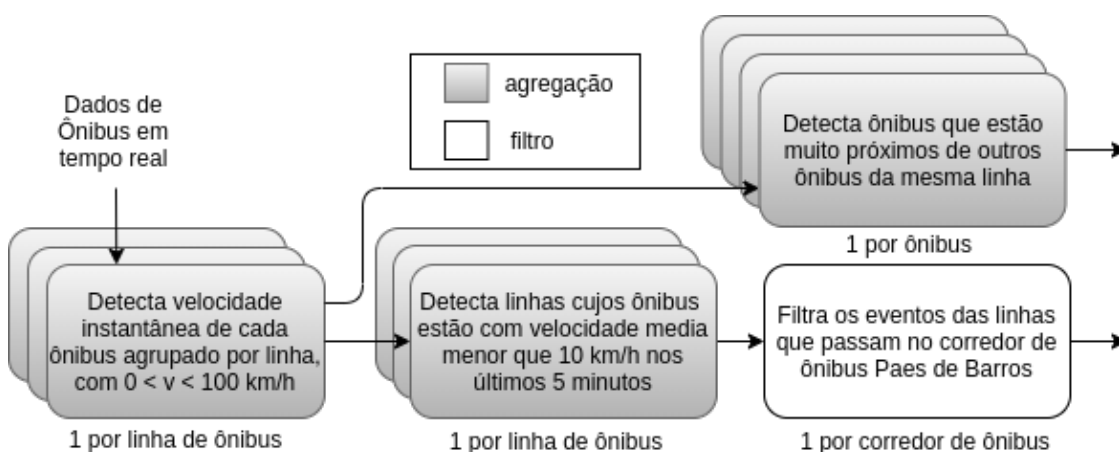 Dados de
Ônibus em
tempo real
agregação
filtro
Detecta ônibus que estão
muito próximos de outros
ônibus da mesma linha
1 por ônibus
Detecta velocidade
instantânea de cada
ônibus agrupado por linha,
com 0 < v < 100 km/h
1 por linha de ônibus
Detecta linhas cujos ônibus
estão com velocidade media
menor que 10 km/h nos
últimos 5 minutos
1 por linha de ônibus
Filtra os eventos das linhas
que passam no corredor de
ônibus Paes de Barros
1 por corredor de ônibus